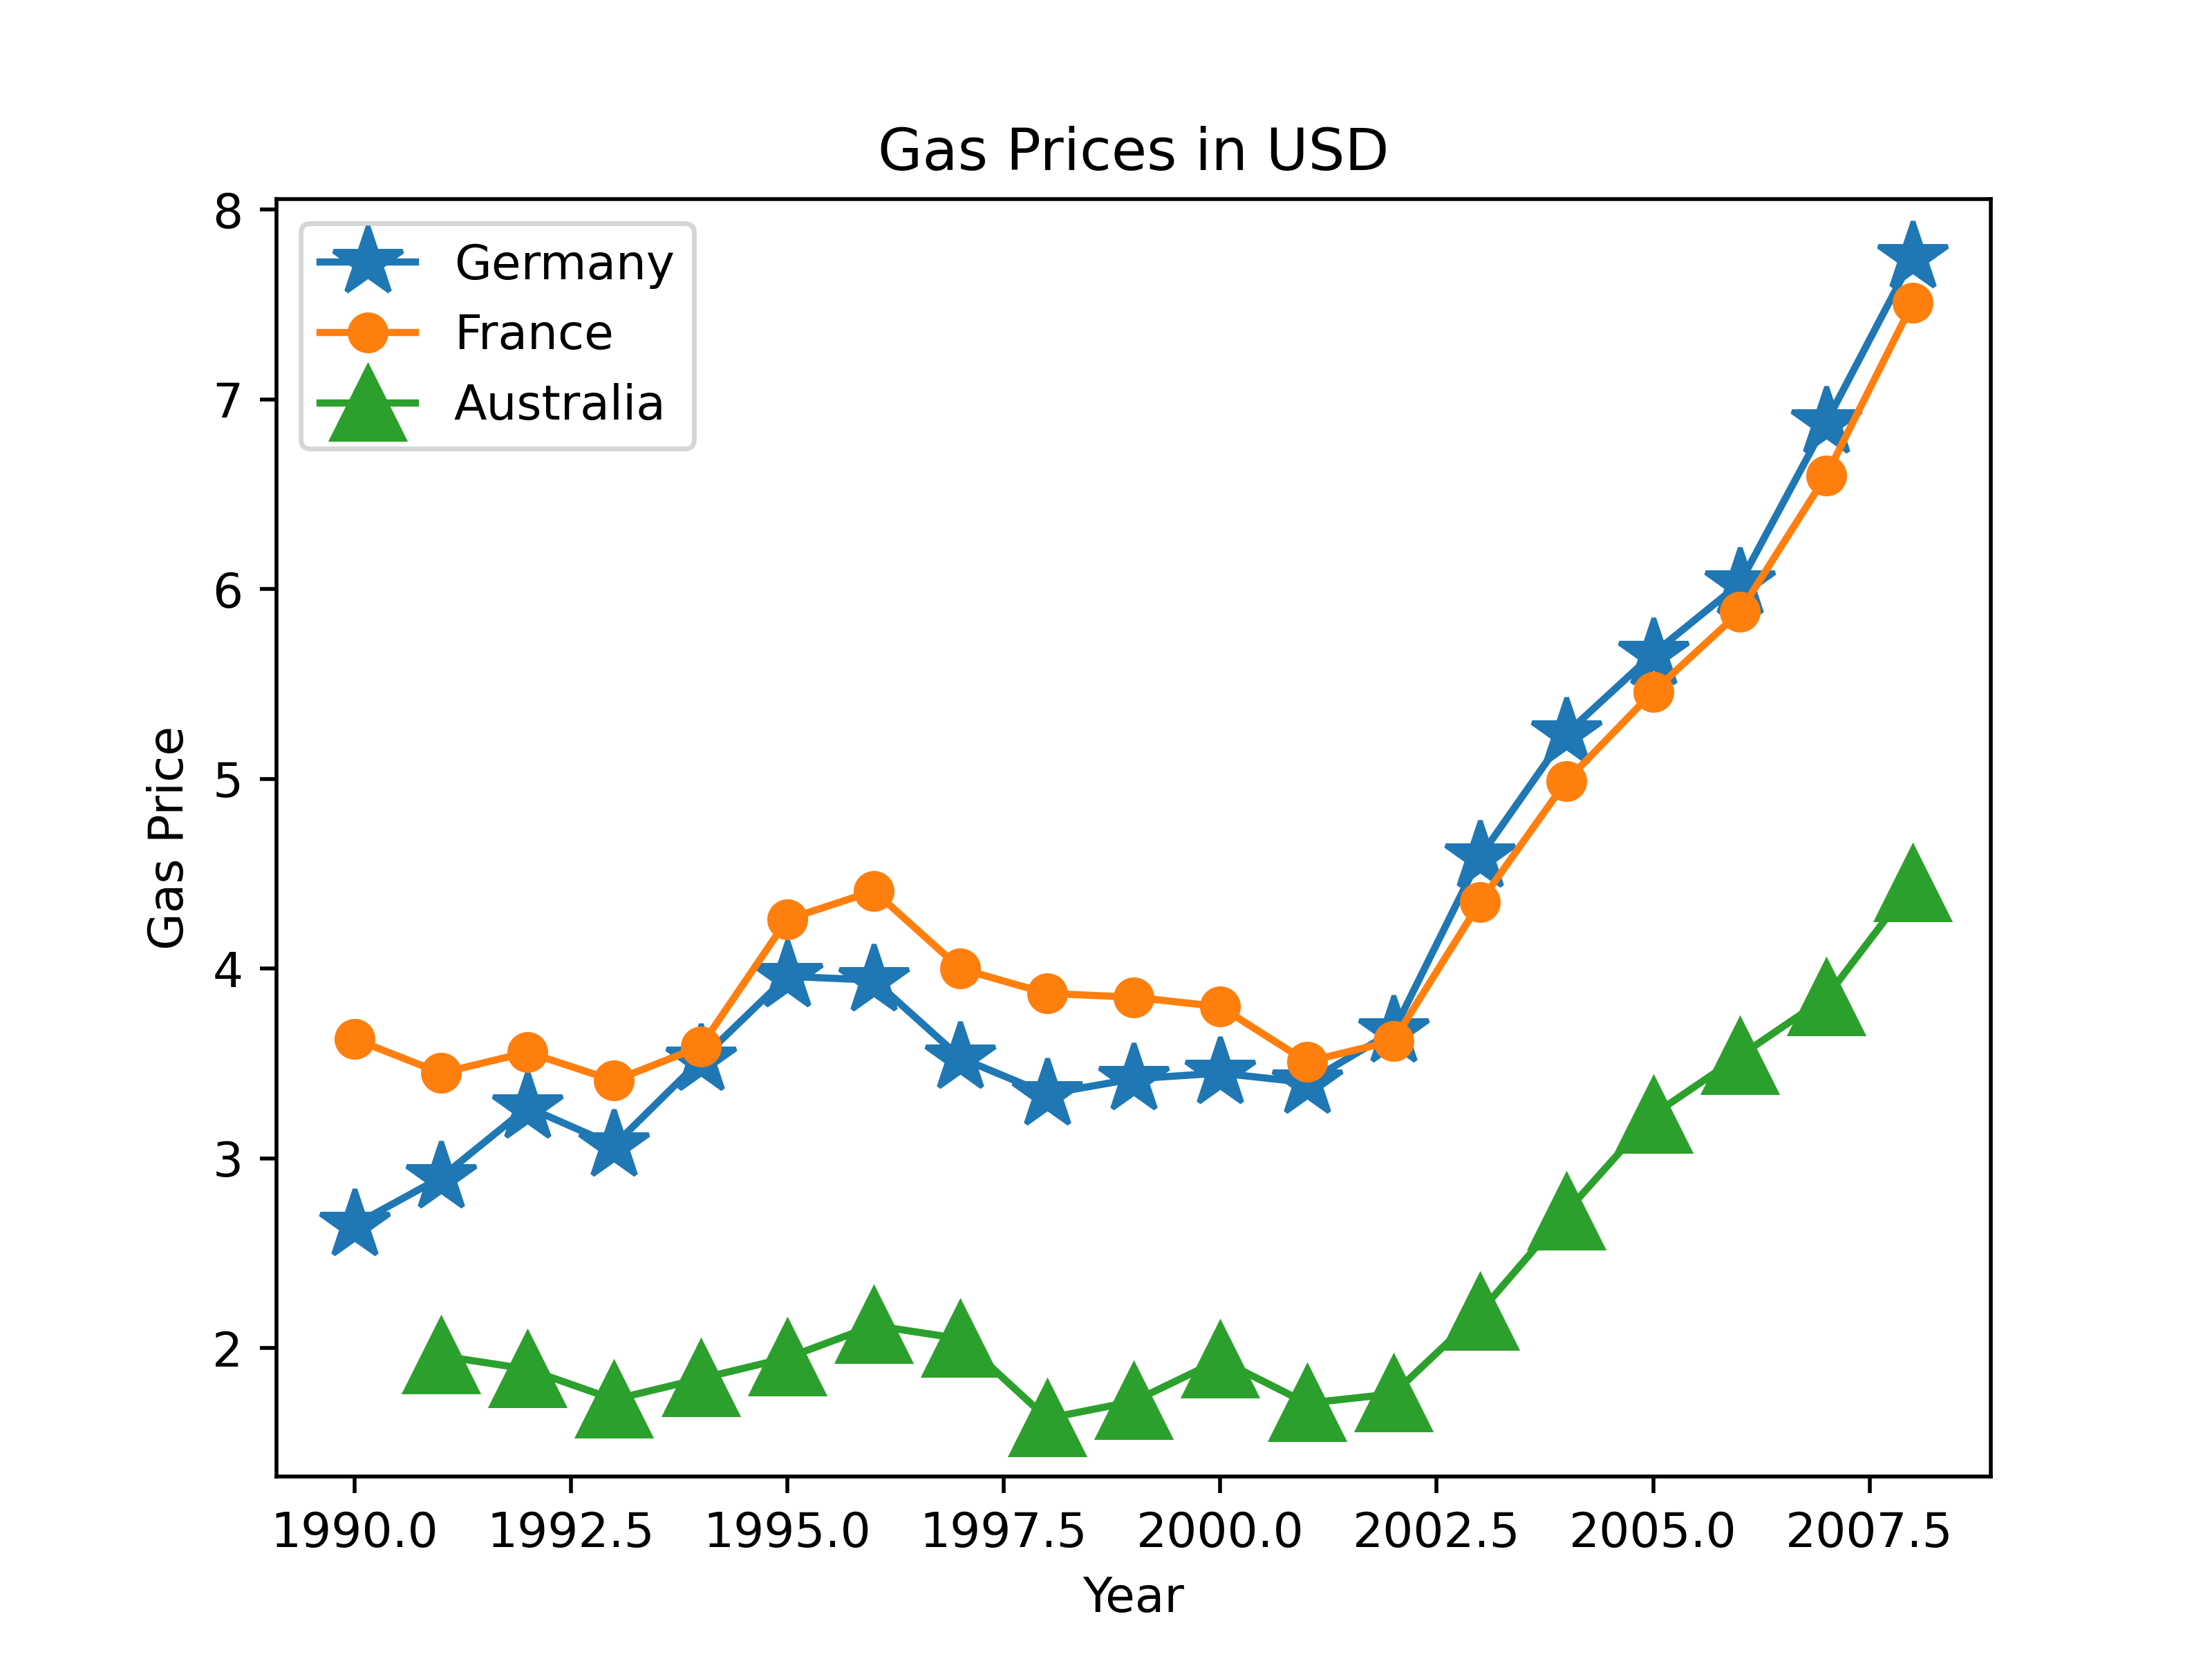 Gas Prices in USD
Germany
France
Australia
8
7
6
5
4
3
2
Gas Price
1990.0 1992.5 1995.0 1997.5 2000.0 2002.5 2005.0 2007.5
Year